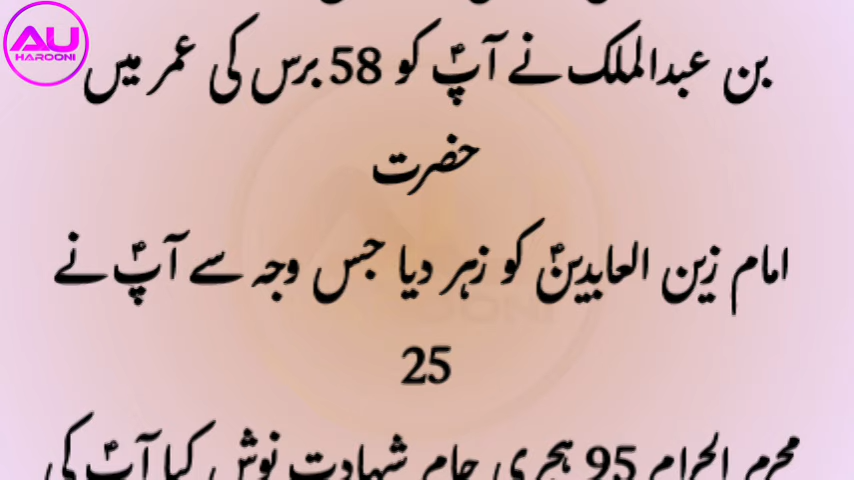 AU
HAROONI
بن عبدالملک نے آپؑ کو 58 برس کی عمر میں
حضرت
امام زین العابدینؑ کو زہر دیا جس وجہ سے آپؑ نے
25
محرم الحرام 95 ہجری جام شہادت نوش کیا آپؑ کی